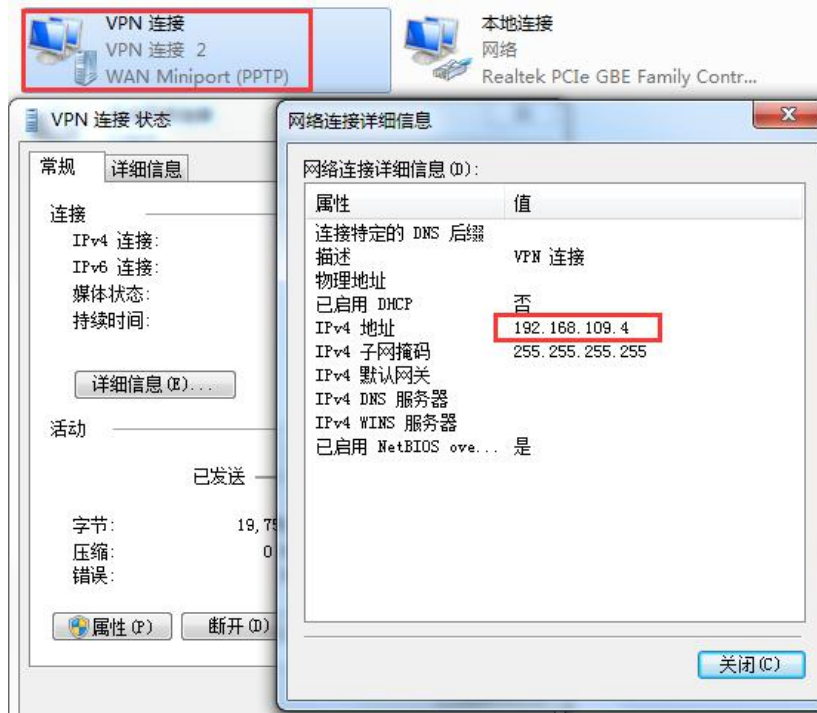 VPN 连接
VPN 连接 2
WAN Miniport (PPTP)
本地连接
网络
Realtek PCIe GBE Family Contr...
VPN 连接 状态
常规
详细信息
连接
IPv4 连接:
IPv6 连接:
媒体状态:
持续时间:
详细信息(E)...
活动
已发送
字节: 19,75
压缩: 0
错误:
属性(P)
断开(D)
网络连接详细信息
网络连接详细信息(D):
属性 值
连接特定的 DNS 后缀
描述 VPN 连接
物理地址
已启用 DHCP 否
IPv4 地址 192.168.109.4
IPv4 子网掩码 255.255.255.255
IPv4 默认网关
IPv4 DNS 服务器
IPv4 WINS 服务器
已启用 NetBIOS ove... 是
关闭(C)